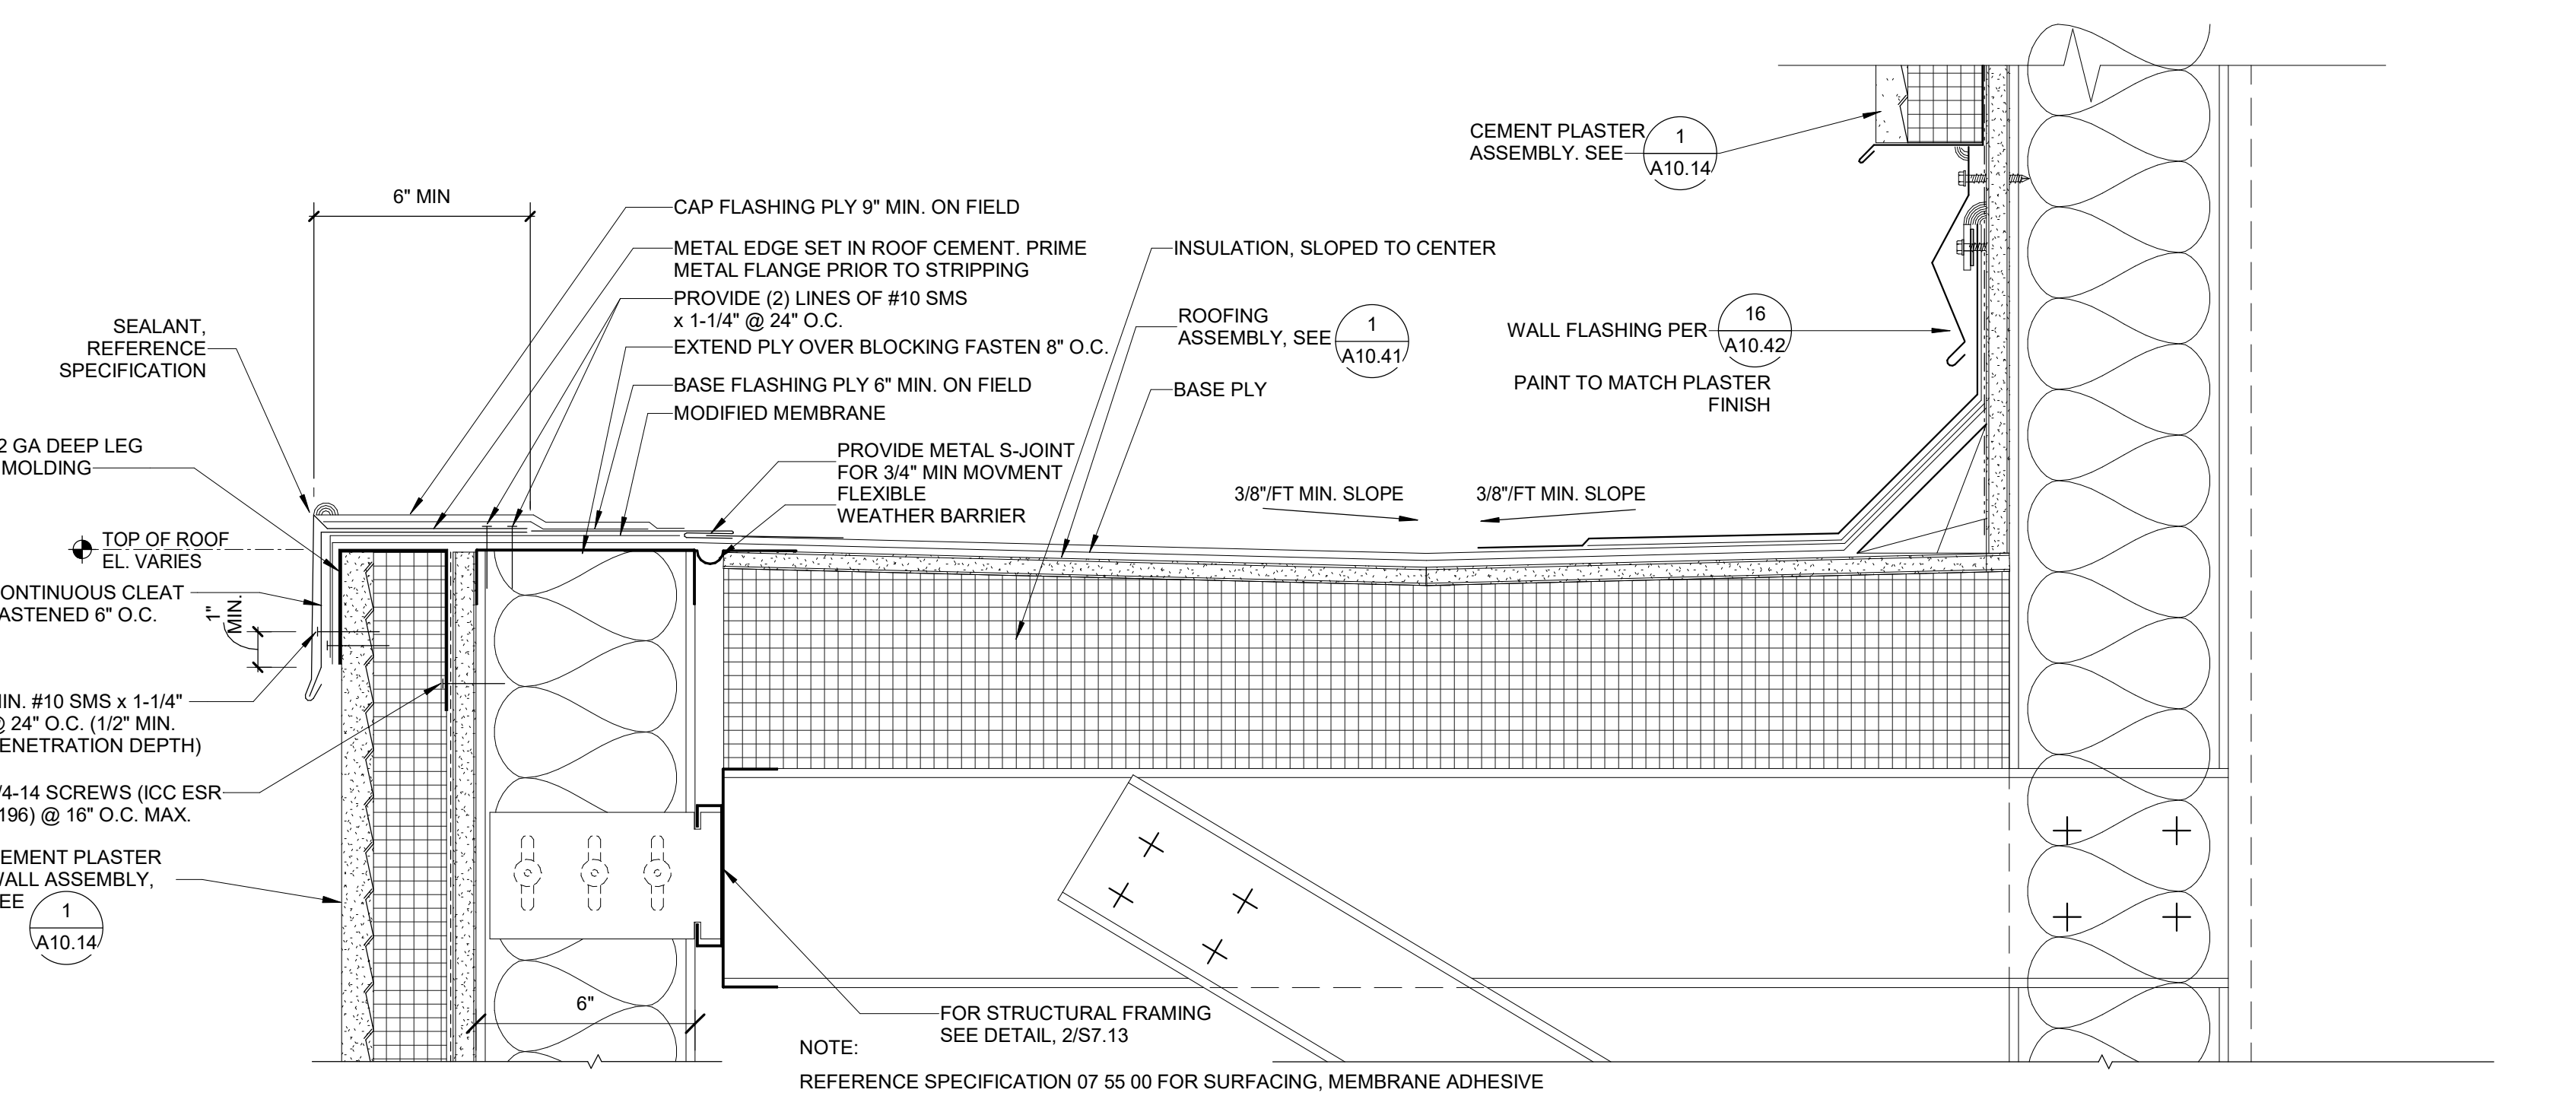 6" MIN
CAP FLASHING PLY 9" MIN. ON FIELD
METAL EDGE SET IN ROOF CEMENT. PRIME
METAL FLANGE PRIOR TO STRIPPING
PROVIDE (2) LINES OF #10 SMS
x 1-1/4" @ 24" O.C.
EXTEND PLY OVER BLOCKING FASTEN 8" O.C.
BASE FLASHING PLY 6" MIN. ON FIELD
MODIFIED MEMBRANE
PROVIDE METAL S-JOINT
FOR 3/4" MIN MOVMENT
FLEXIBLE
WEATHER BARRIER
INSULATION, SLOPED TO CENTER
ROOFING
ASSEMBLY, SEE
1
A10.41
BASE PLY
CEMENT PLASTER
ASSEMBLY. SEE
1
A10.14
WALL FLASHING PER
16
A10.42
PAINT TO MATCH PLASTER
FINISH
3/8"/FT MIN. SLOPE
3/8"/FT MIN. SLOPE
SEALANT,
REFERENCE
SPECIFICATION
2 GA DEEP LEG
MOLDING
TOP OF ROOF
EL. VARIES
ONTINUOUS CLEAT
ASTENED 6" O.C.
1"
MIN.
IN. #10 SMS x 1-1/4"
@ 24" O.C. (1/2" MIN.
ENETRATION DEPTH)
/4-14 SCREWS (ICC ESR
196) @ 16" O.C. MAX.
EMENT PLASTER
WALL ASSEMBLY,
EE
1
A10.14
6"
FOR STRUCTURAL FRAMING
SEE DETAIL, 2/S7.13
NOTE:
REFERENCE SPECIFICATION 07 55 00 FOR SURFACING, MEMBRANE ADHESIVE